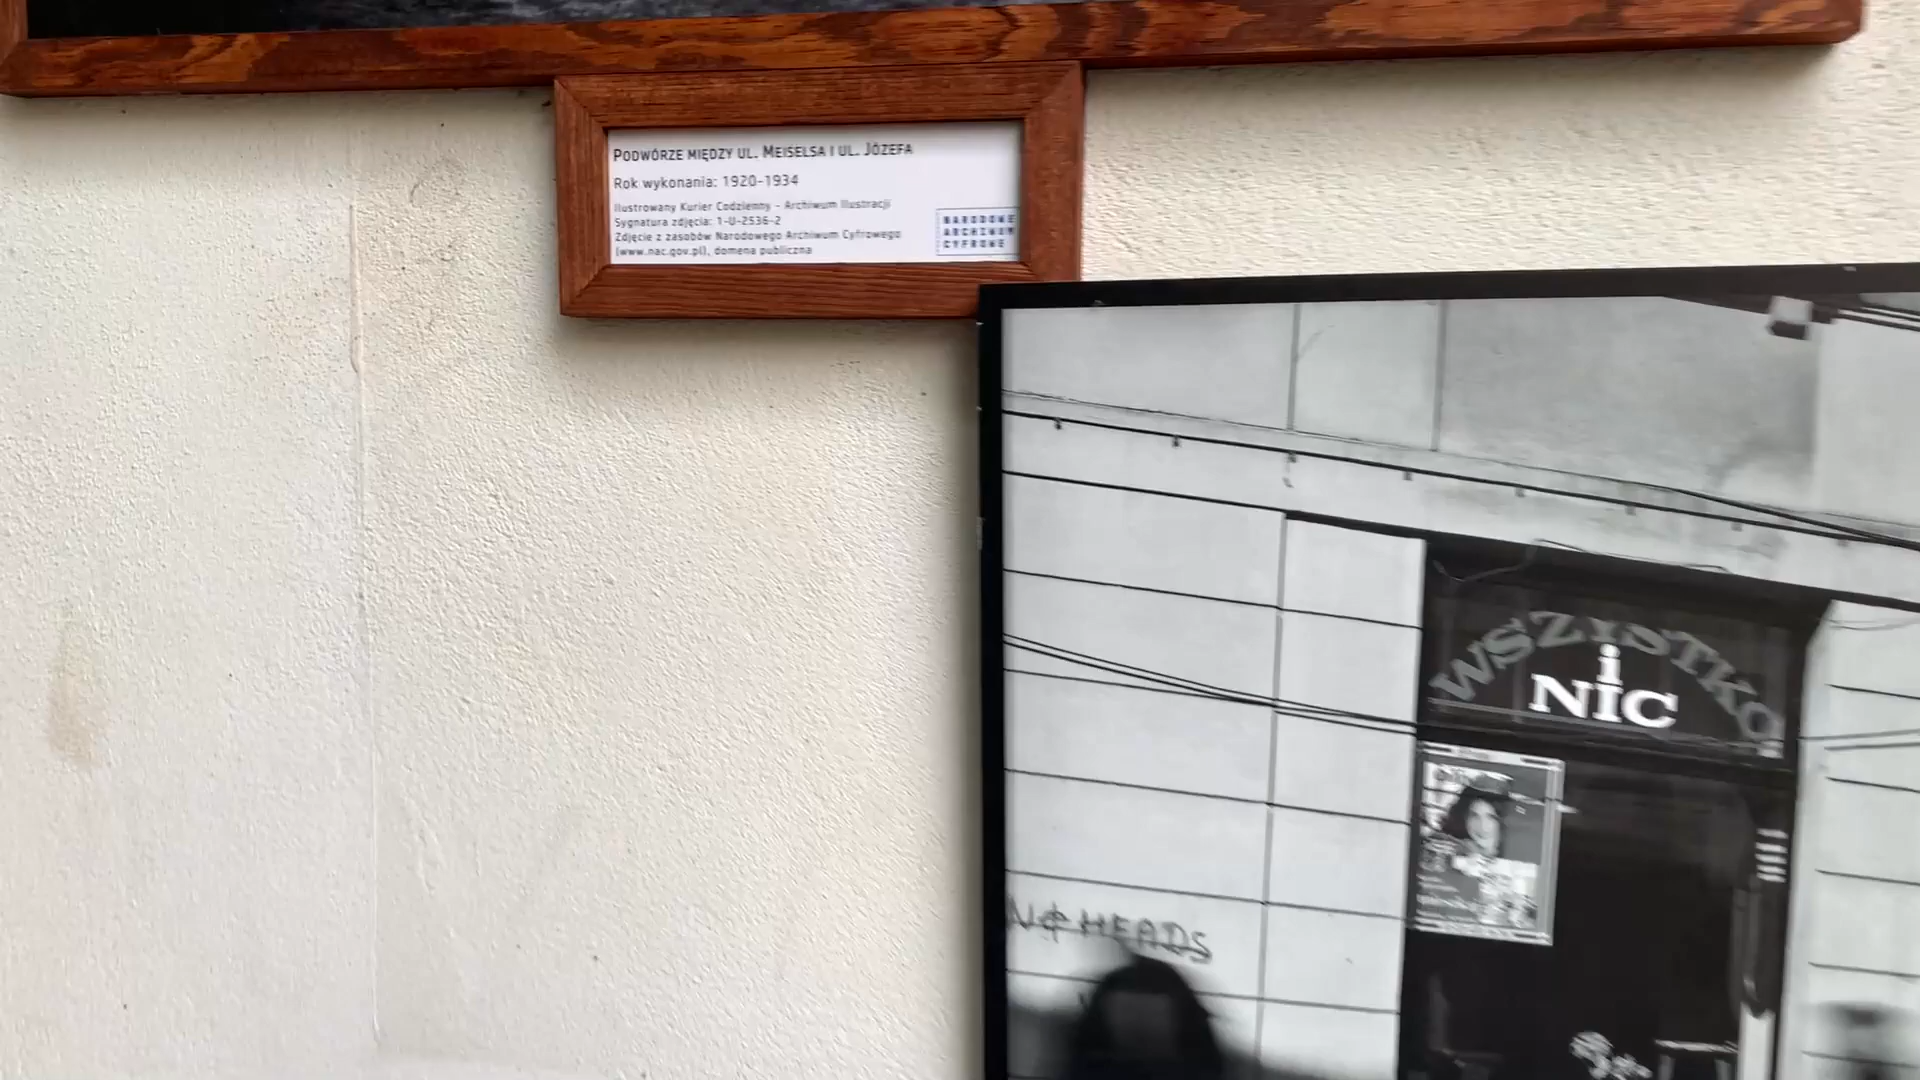 PODWÓRZE MIĘDZY UL. MEISELSA I UL. JÓZEFA
Rok wykonania: 1920-1934
Ilustrowany Kurier Codzienny - Archiwum Ilustracji
Sygnatura zdjęcia: 1-U-2536-2
Zdjęcie z zasobów Narodowego Archiwum Cyfrowego
(www.nac.gov.pl), domena publiczna
NARODOWE
ARCHIWUM
CYFROWE
WSZYSTKO
i
NIC
HEADS